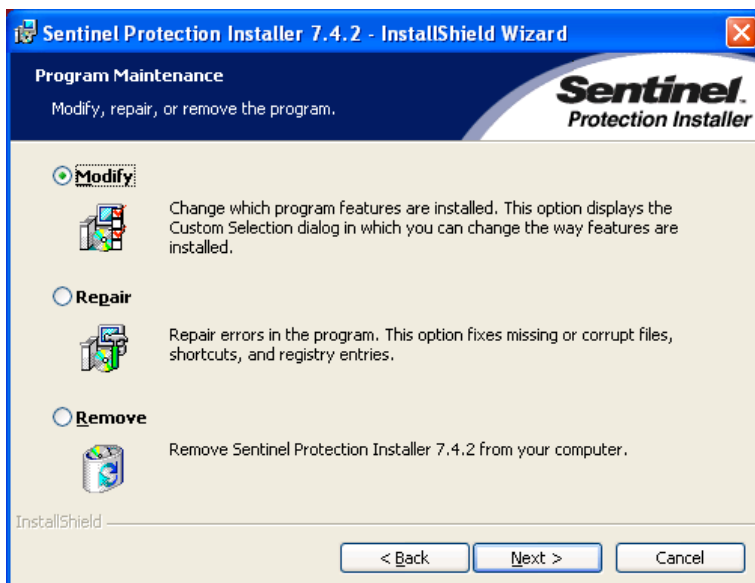 Sentinel Protection Installer 7.4.2 - InstallShield Wizard
Program Maintenance
Modify, repair, or remove the program.
Sentinel.
Protection Installer
Modify
Change which program features are installed. This option displays the
Custom Selection dialog in which you can change the way features are
installed.
Repair
Repair errors in the program. This option fixes missing or corrupt files,
shortcuts, and registry entries.
Remove
Remove Sentinel Protection Installer 7.4.2 from your computer.
InstallShield
< Back
Next >
Cancel